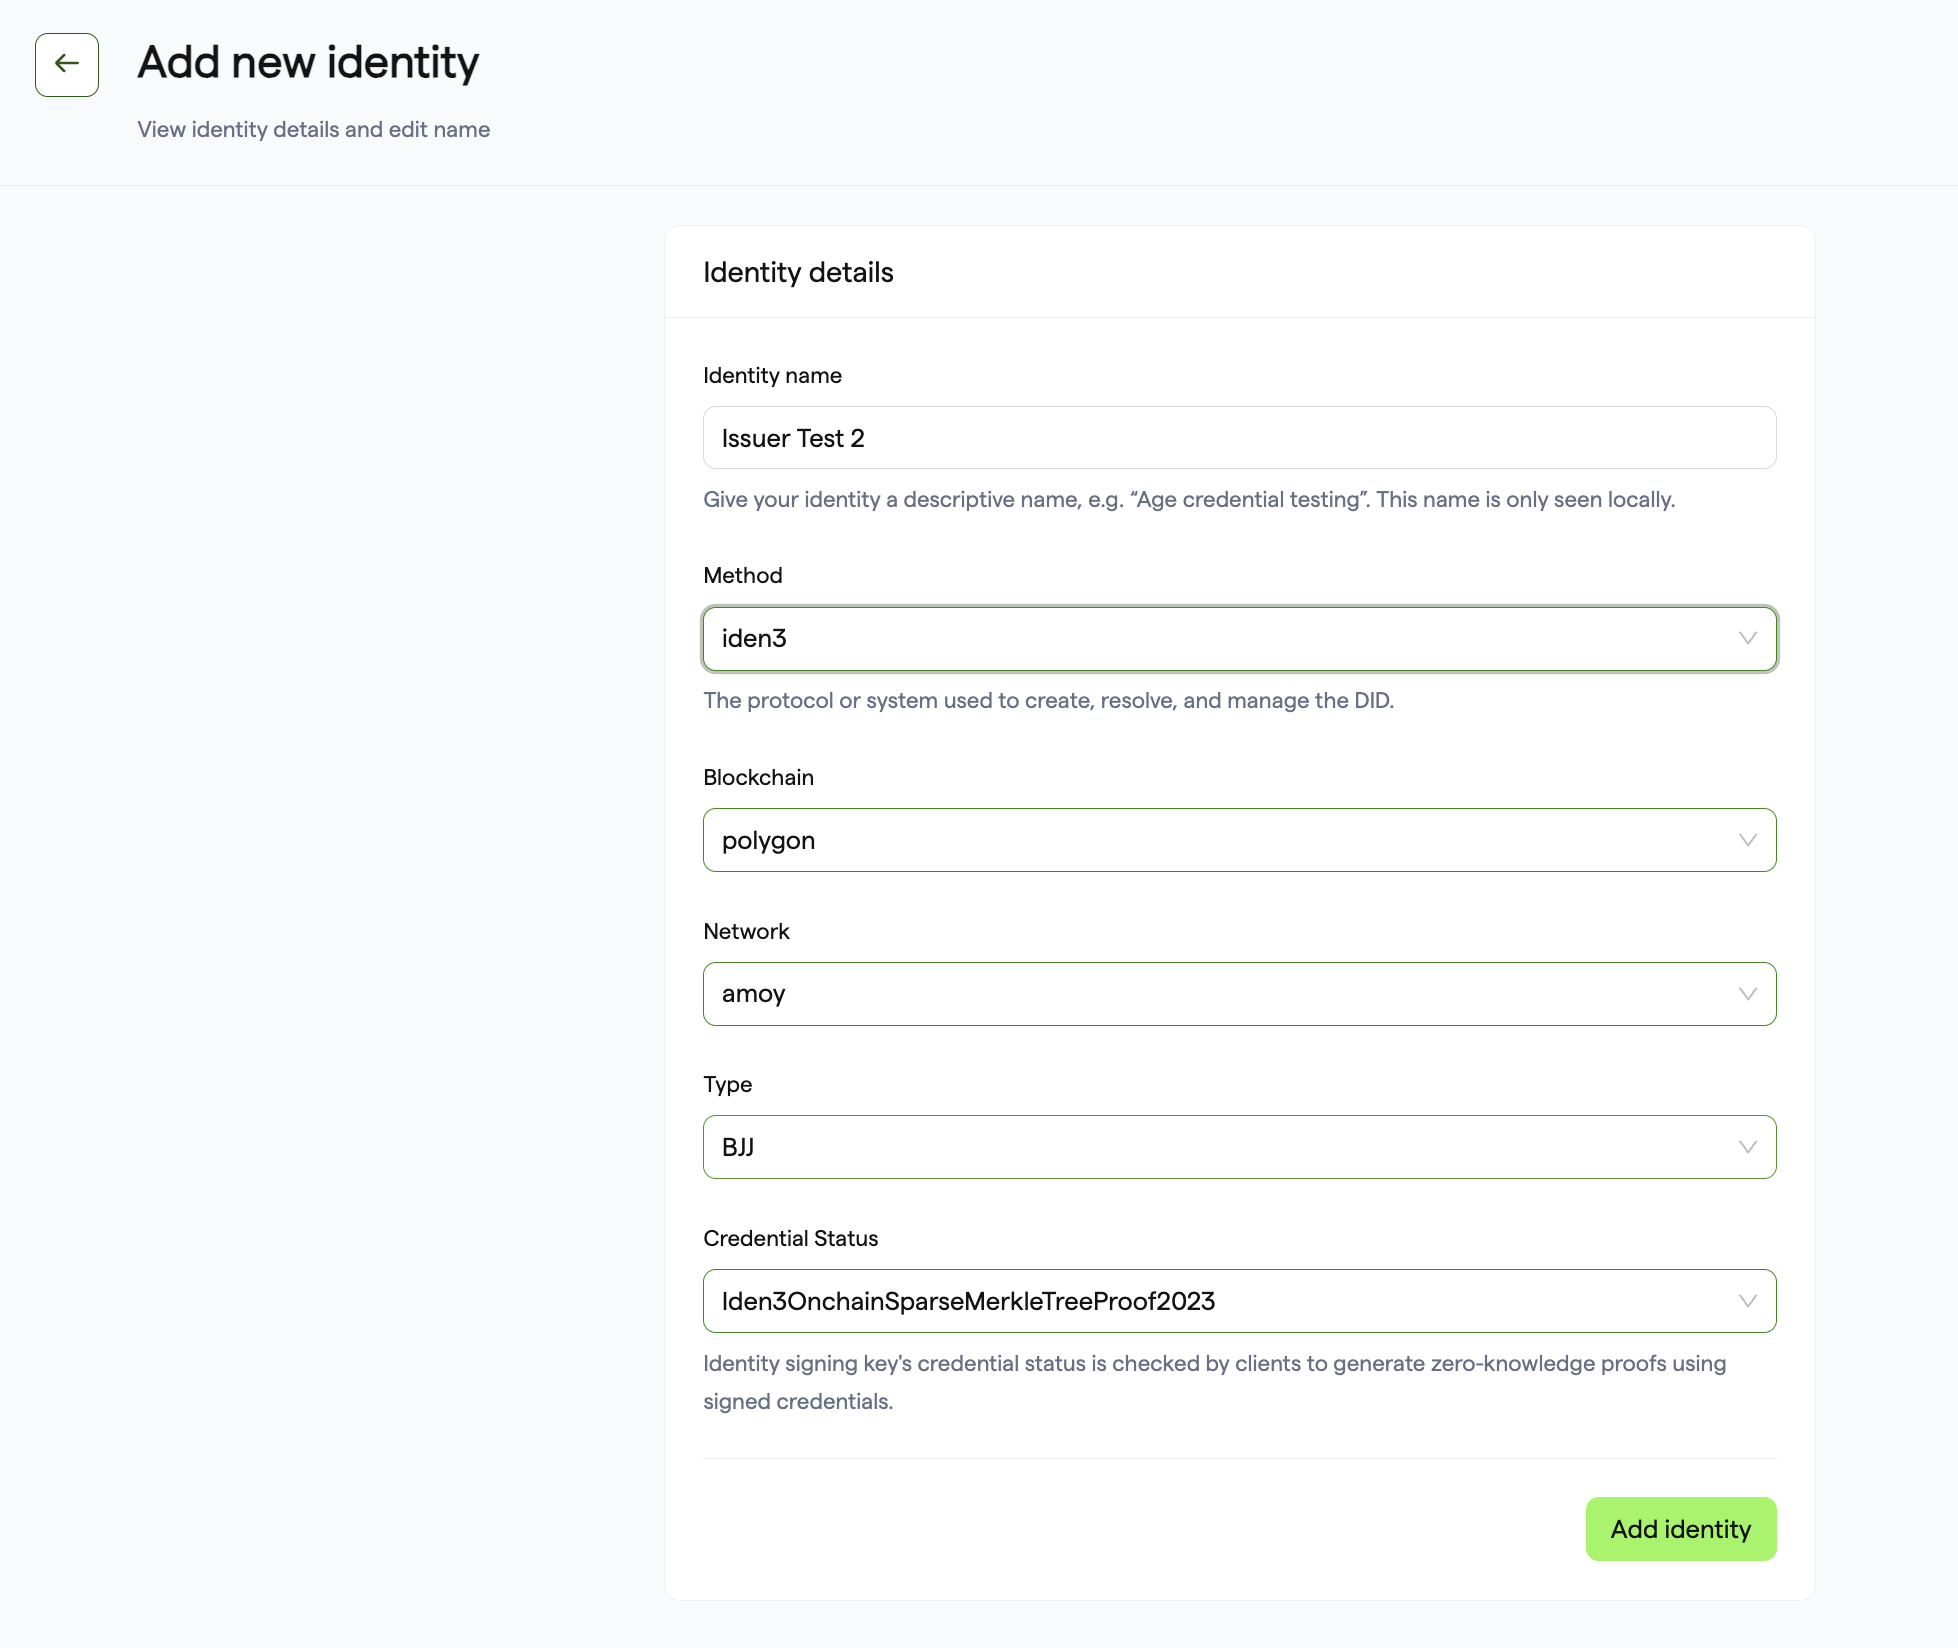 Add new identity
View identity details and edit name
Identity details
Identity name
Issuer Test 2
Give your identity a descriptive name, e.g. “Age credential testing”. This name is only seen locally.
Method
iden3
The protocol or system used to create, resolve, and manage the DID.
Blockchain
polygon
Network
amoy
Type
BJJ
Credential Status
Iden3OnchainSparseMerkleTreeProof2023
Identity signing key's credential status is checked by clients to generate zero-knowledge proofs using
signed credentials.
Add identity